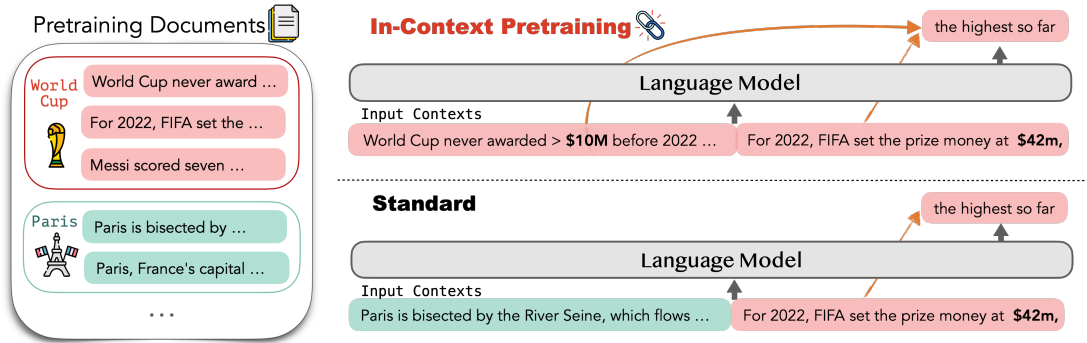 Pretraining Documents
World
Cup
World Cup never award ...
For 2022, FIFA set the ...
Messi scored seven ...
Paris
Paris is bisected by ...
Paris, France's capital ...
...
In-Context Pretraining
the highest so far
Language Model
Input Contexts
World Cup never awarded > $10M before 2022 ...
For 2022, FIFA set the prize money at $42m,
Standard
the highest so far
Language Model
Input Contexts
Paris is bisected by the River Seine, which flows ...
For 2022, FIFA set the prize money at $42m,